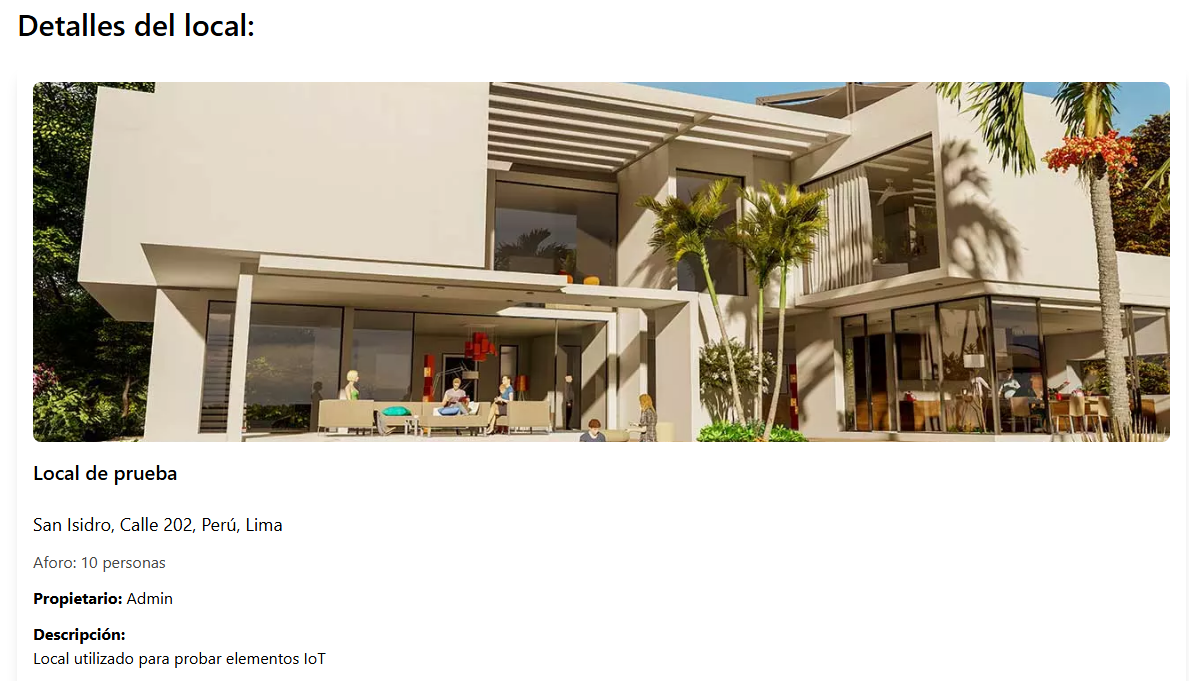 Detalles del local:
Local de prueba
San Isidro, Calle 202, Perú, Lima
Aforo: 10 personas
Propietario: Admin
Descripción:
Local utilizado para probar elementos IoT